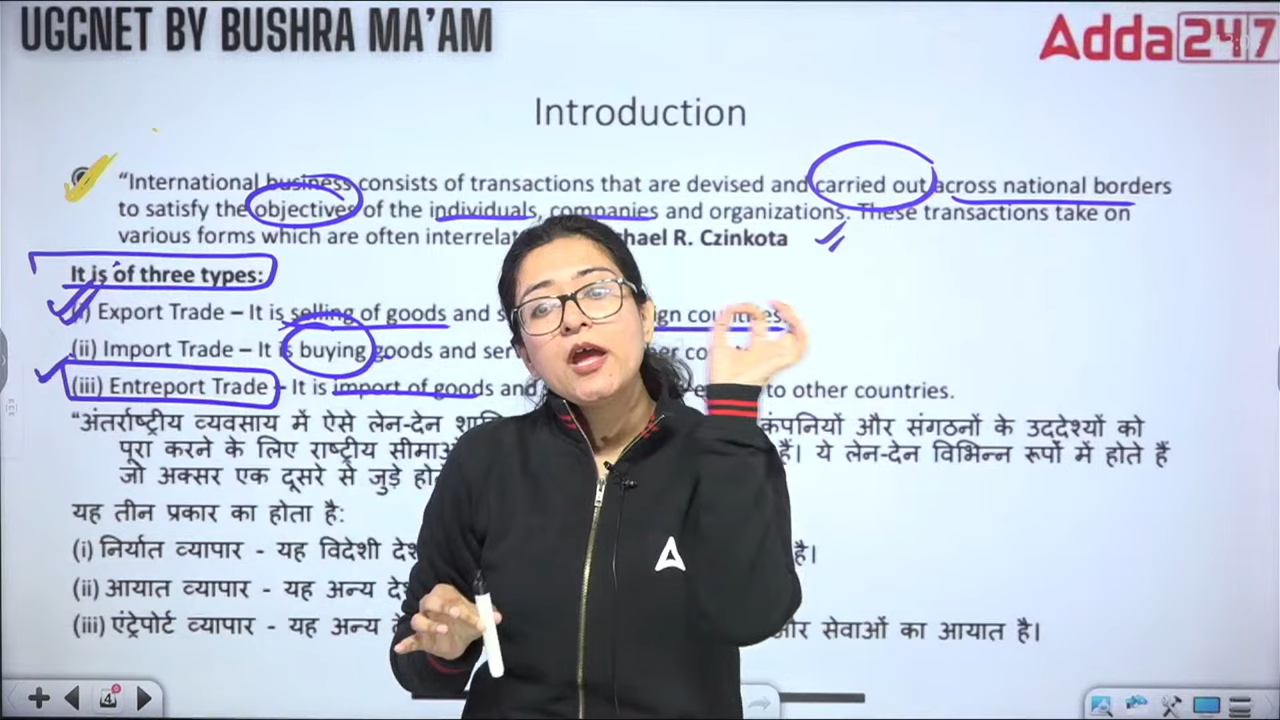 UGCNET BY BUSHRA MA'AM
Adda247
Introduction
“International business consists of transactions that are devised and carried out across national borders
to satisfy the objectives of the individuals, companies and organizations. These transactions take on
various forms which are often R. Czinkota
It is of three types:
Export Trade – It is selling of goods and
(ii) Import Trade – It is buying goods and
(iii) Entreport Trade - It is import of goods and to other countries.
“अंतर्राष्ट्रीय व्यवसाय में ऐसे लेन-देन कंपनियों और संगठनों के उद्देश्यों को
पूरा करने के लिए राष्ट्रीय हैं। ये लेन-देन विभिन्न रूपों में होते हैं
जो अक्सर एक दूसरे से जुड़े
यह तीन प्रकार का होता है:
(i) निर्यात व्यापार - यह विदेशी है।
(ii) आयात व्यापार - यह अन्य
(iii) एंट्रेपोर्ट व्यापार - यह अन्य और सेवाओं का आयात है।
4